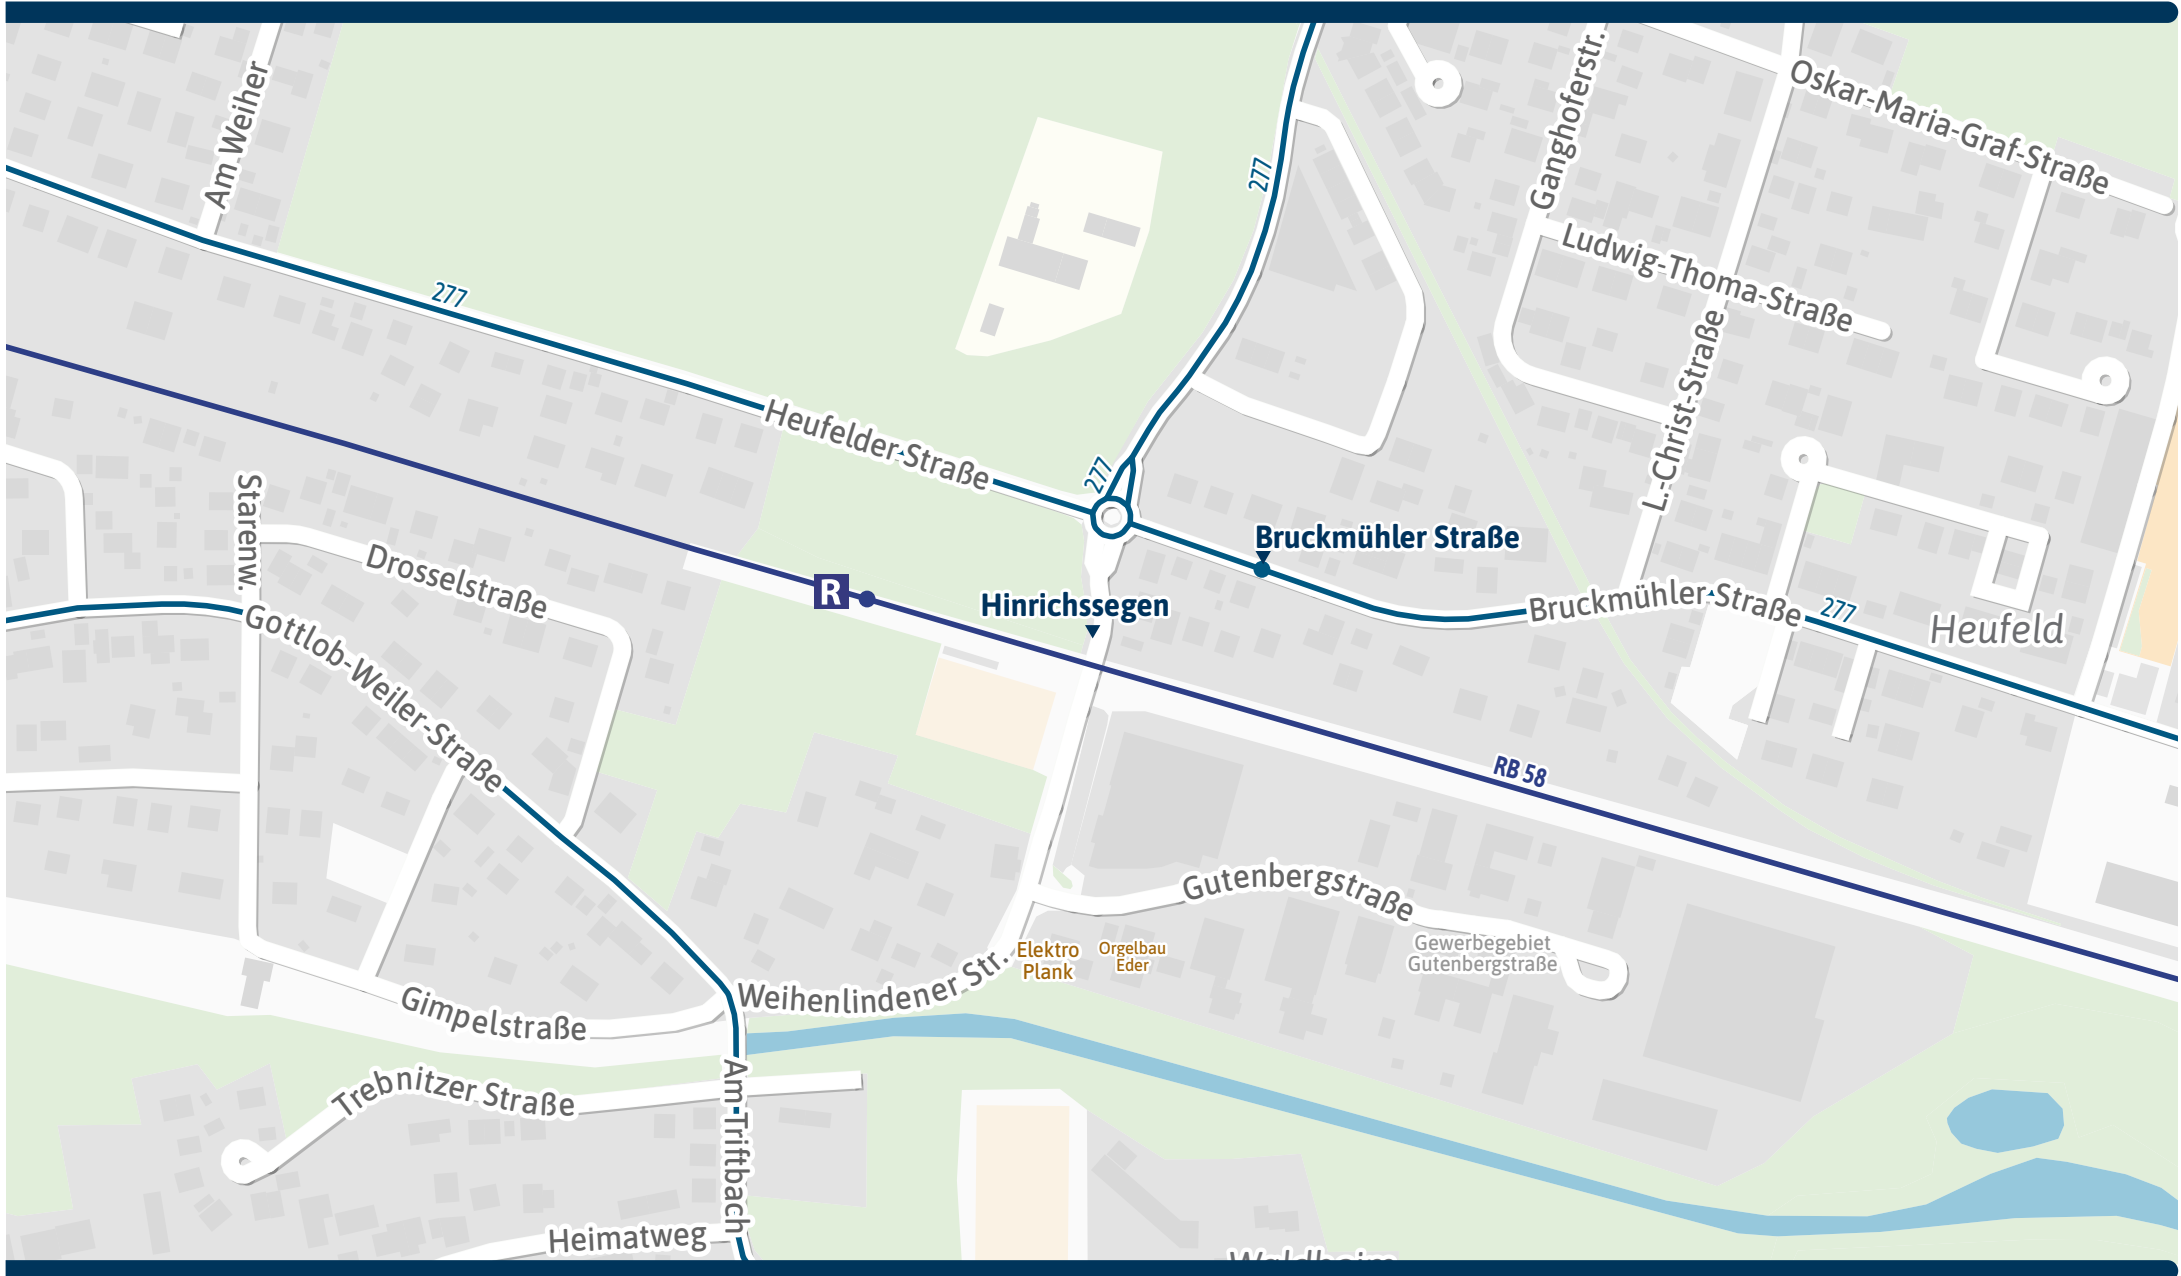 Am Weiher
277
Ganghoferstr.
Oskar-Maria-Graf-Straße
277
Ludwig-Thoma-Straße
L.-Christ-Straße
Heufelder-Straße
277
Bruckmühler Straße
Starenw.
Drosselstraße
R
Hinrichssegen
Bruckmühler-Straße
277
Heufeld
Gottlob-Weiler-Straße
RB 58
Gutenbergstraße
Gewerbegebiet
Gutenbergstraße
Elektro
Plank
Orgelbau
Eder
Weihenlindener Str.
Gimpelstraße
Trebnitzer Straße
Am-Triftbach
Heimatweg